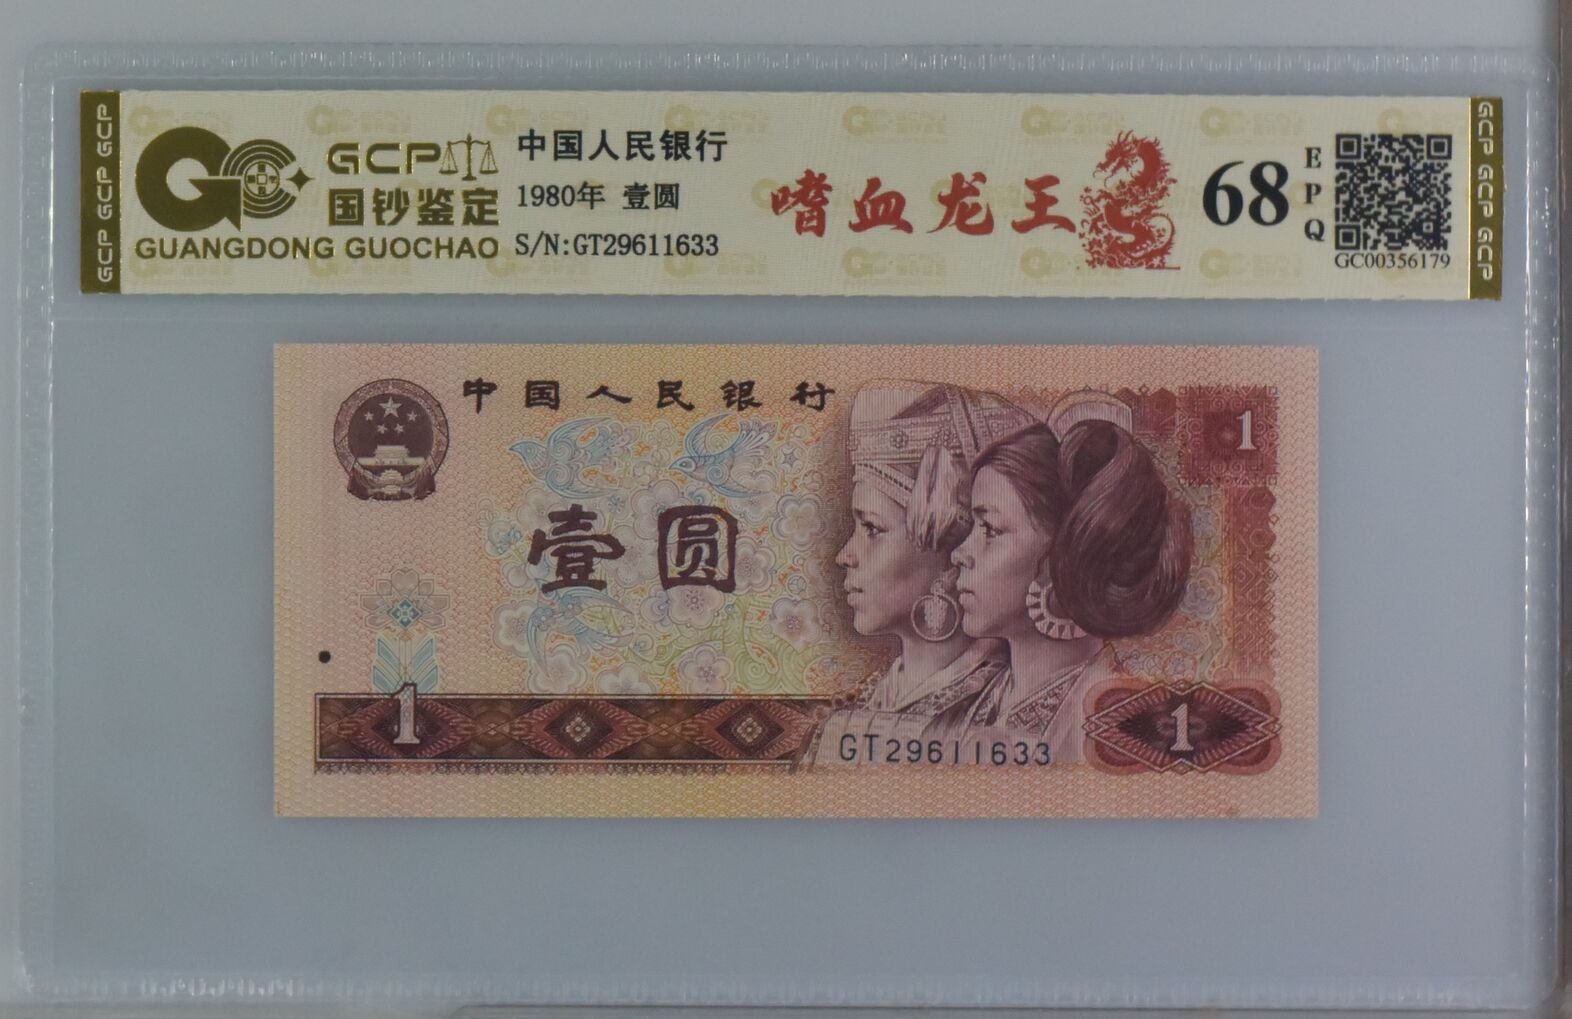 GCP GCP GCP
GCP
国钞鉴定
GUANGDONG GUOCHAO
中国人民银行
1980年 壹圆
S/N:GT29611633
嗜血龙王
68
EPQ
GC00356179
GCP GCP GCP
中国人民银行
1
壹圆
1
GT29611633
1